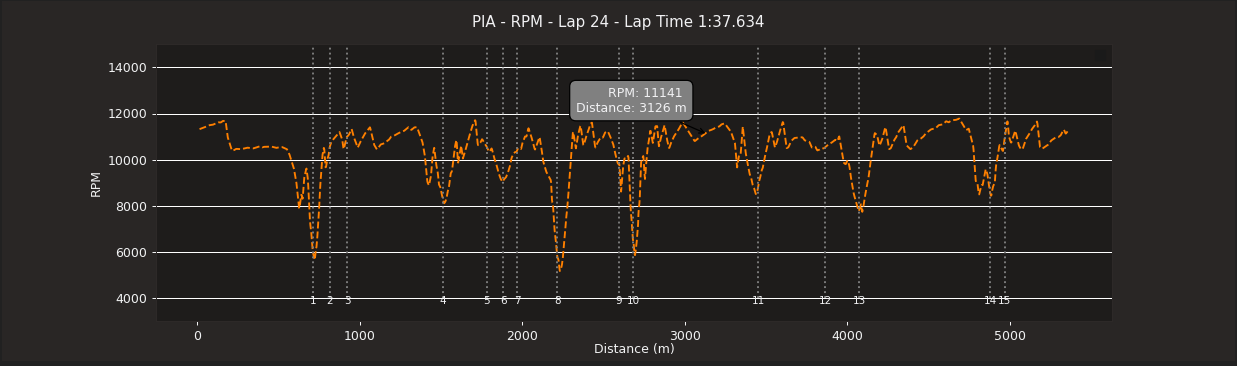 PIA - RPM - Lap 24 - Lap Time 1:37.634
14000
12000
10000
8000
6000
4000
RPM
RPM: 11141
Distance: 3126 m
1 2 3 4 5 6 7 8 9 10 11 12 13 14 15
0 1000 2000 3000 4000 5000
Distance (m)